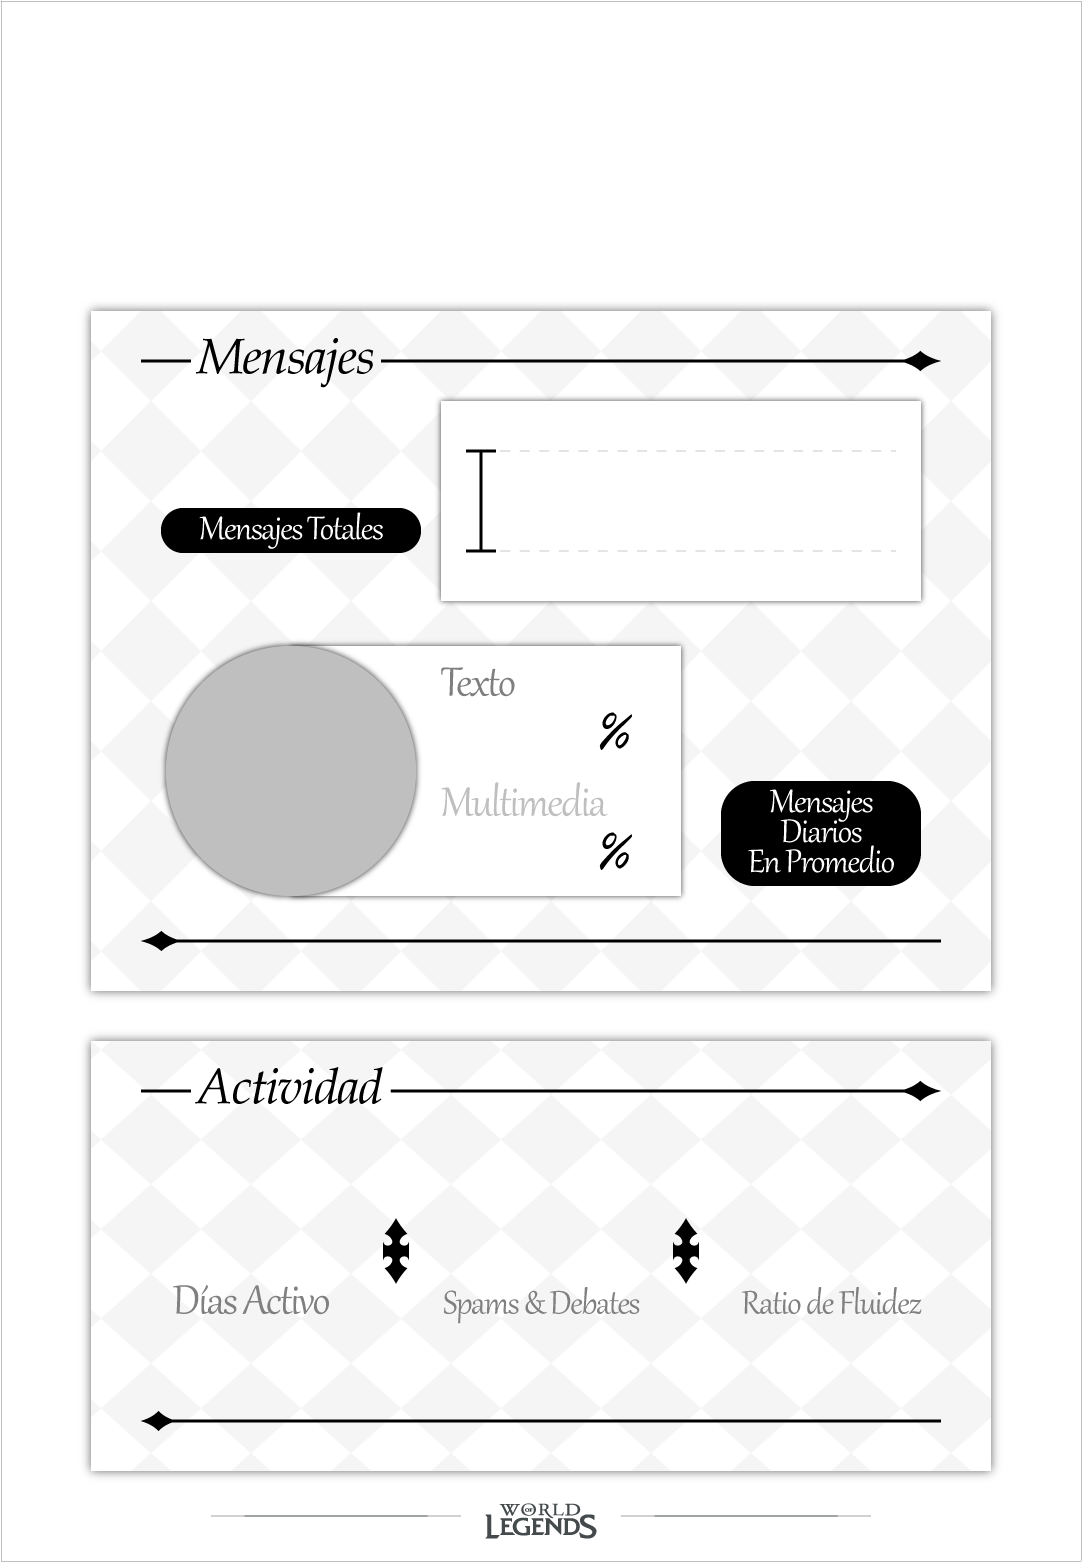 Mensajes
Mensajes Totales
Texto
%
Multimedia
%
Mensajes
Diarios
En Promedio
Actividad
Días Activo
Spams & Debates
Ratio de Fluidez
WORLD
OF
LEGENDS